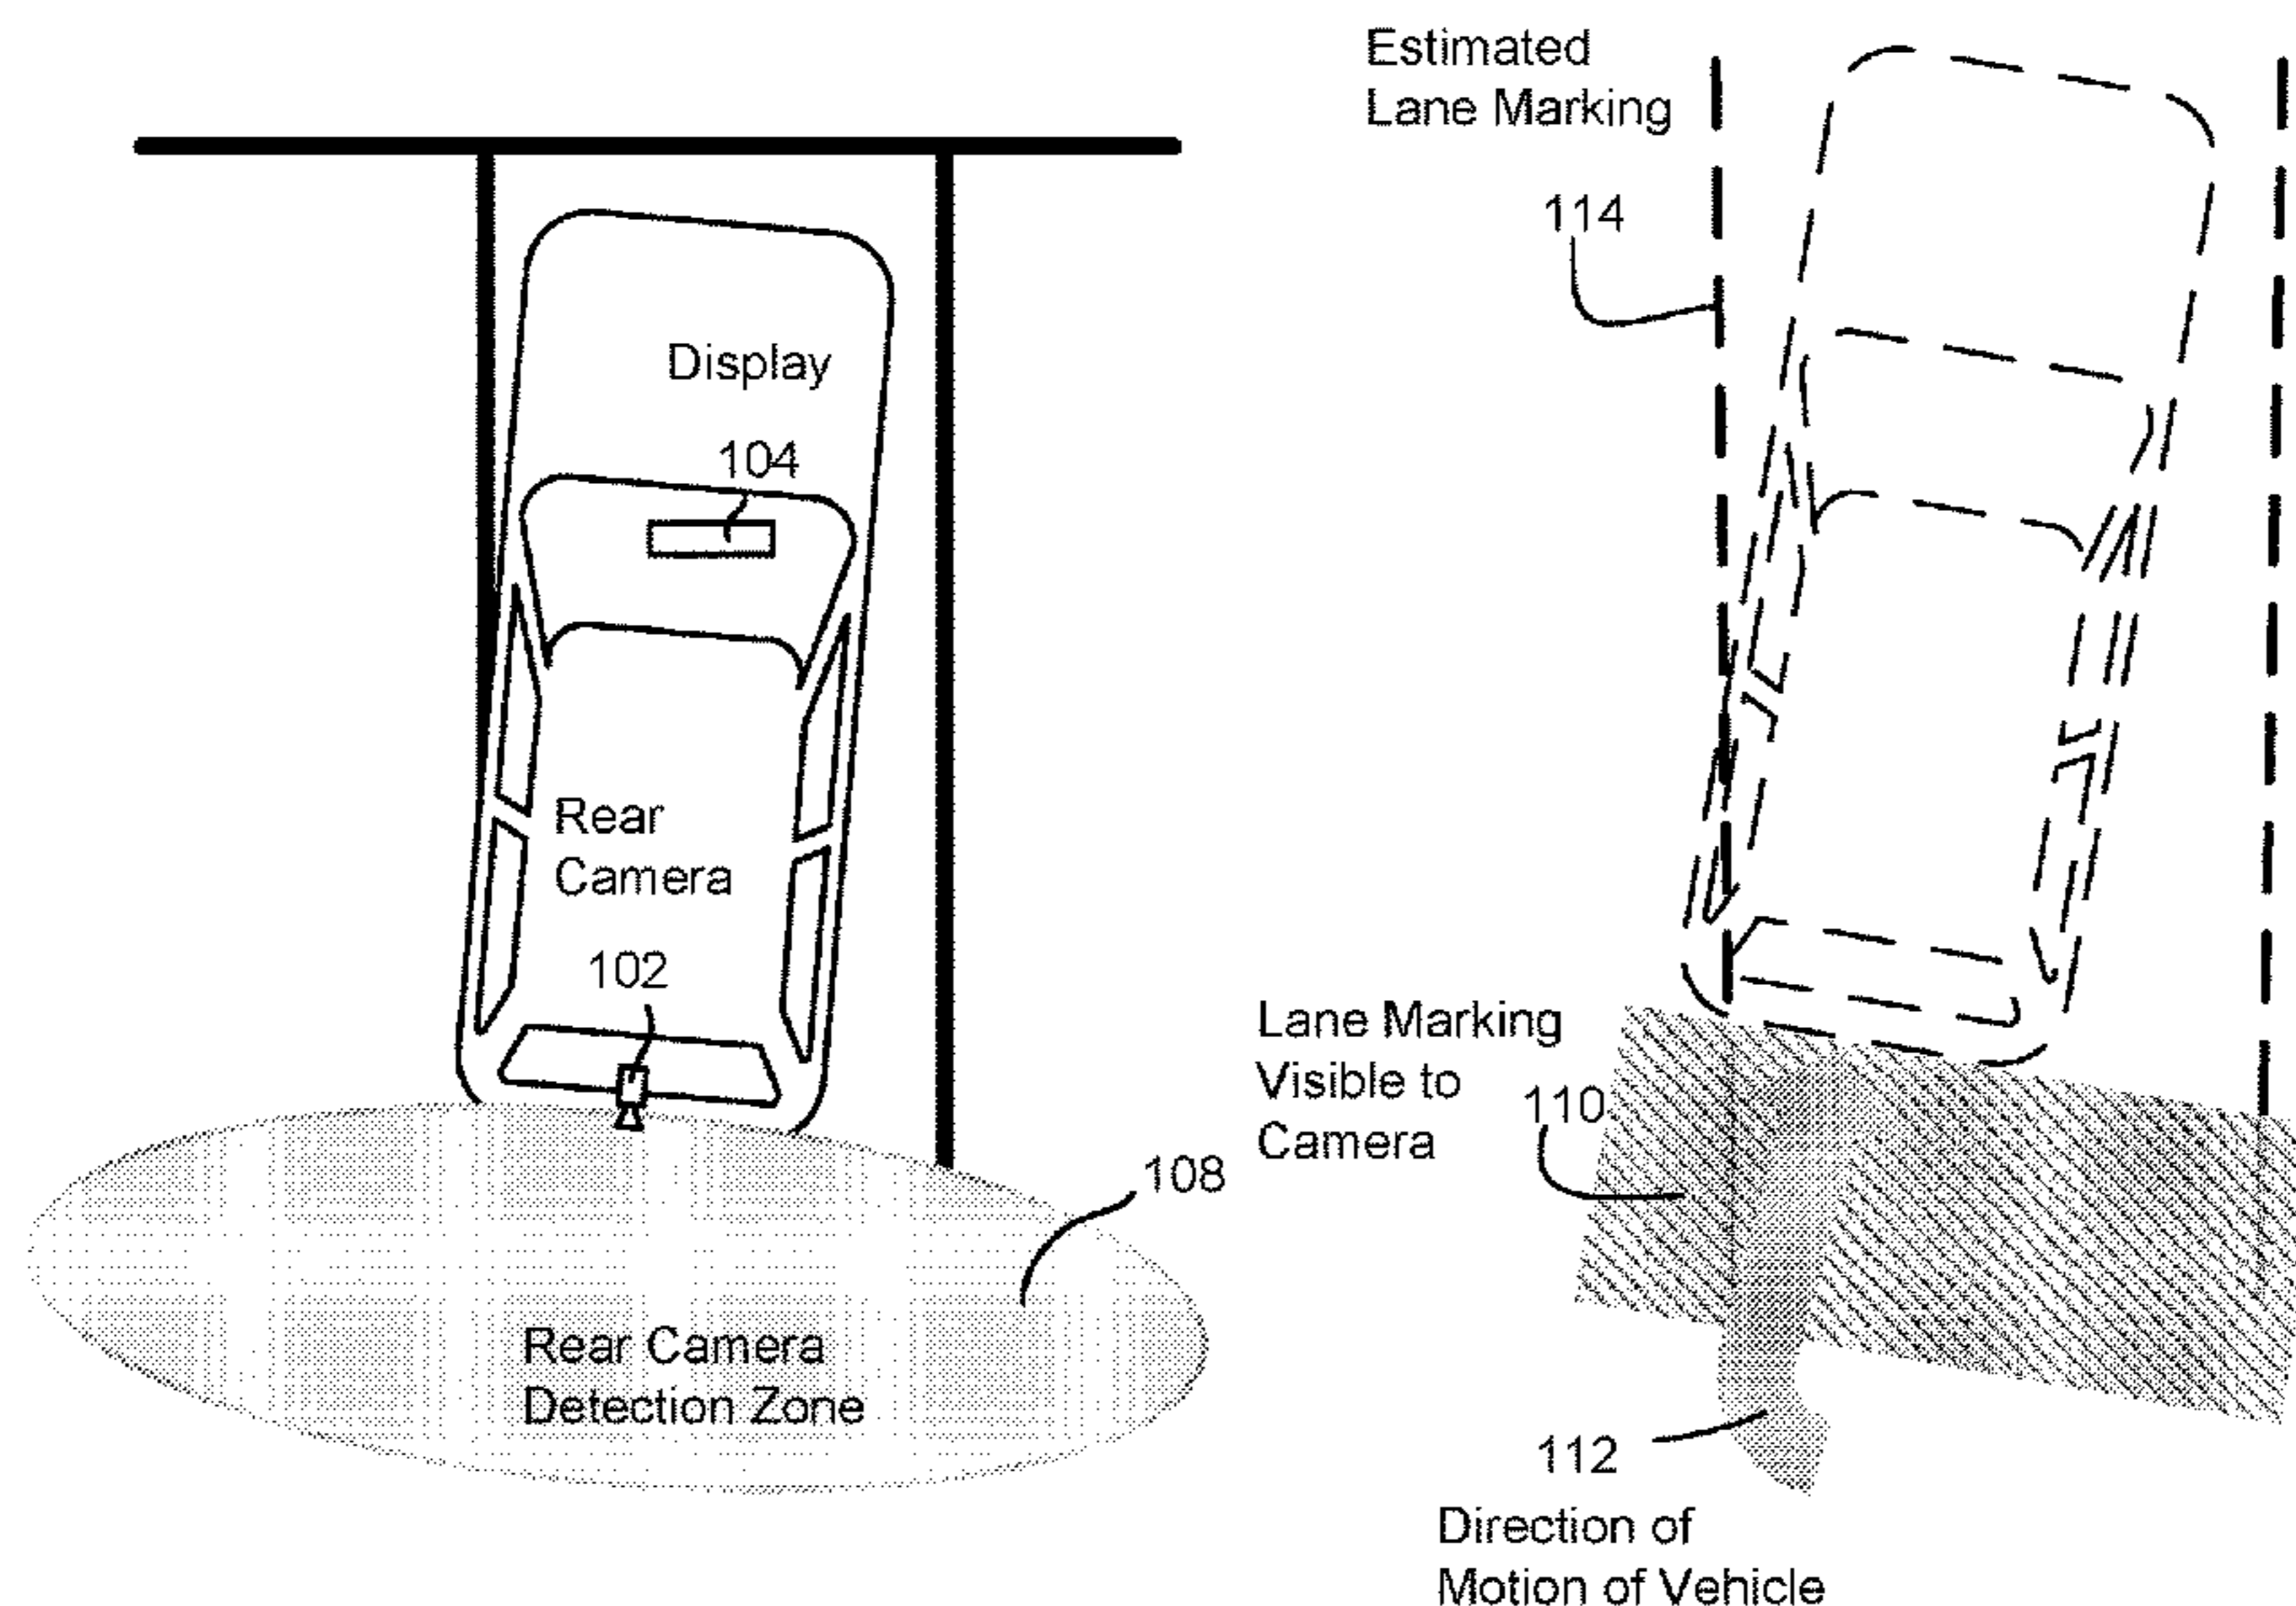 Display
104
Rear
Camera
102
108
Rear Camera
Detection Zone
Estimated
Lane Marking
114
Lane Marking
Visible to
Camera
110
112
Direction of
Motion of Vehicle